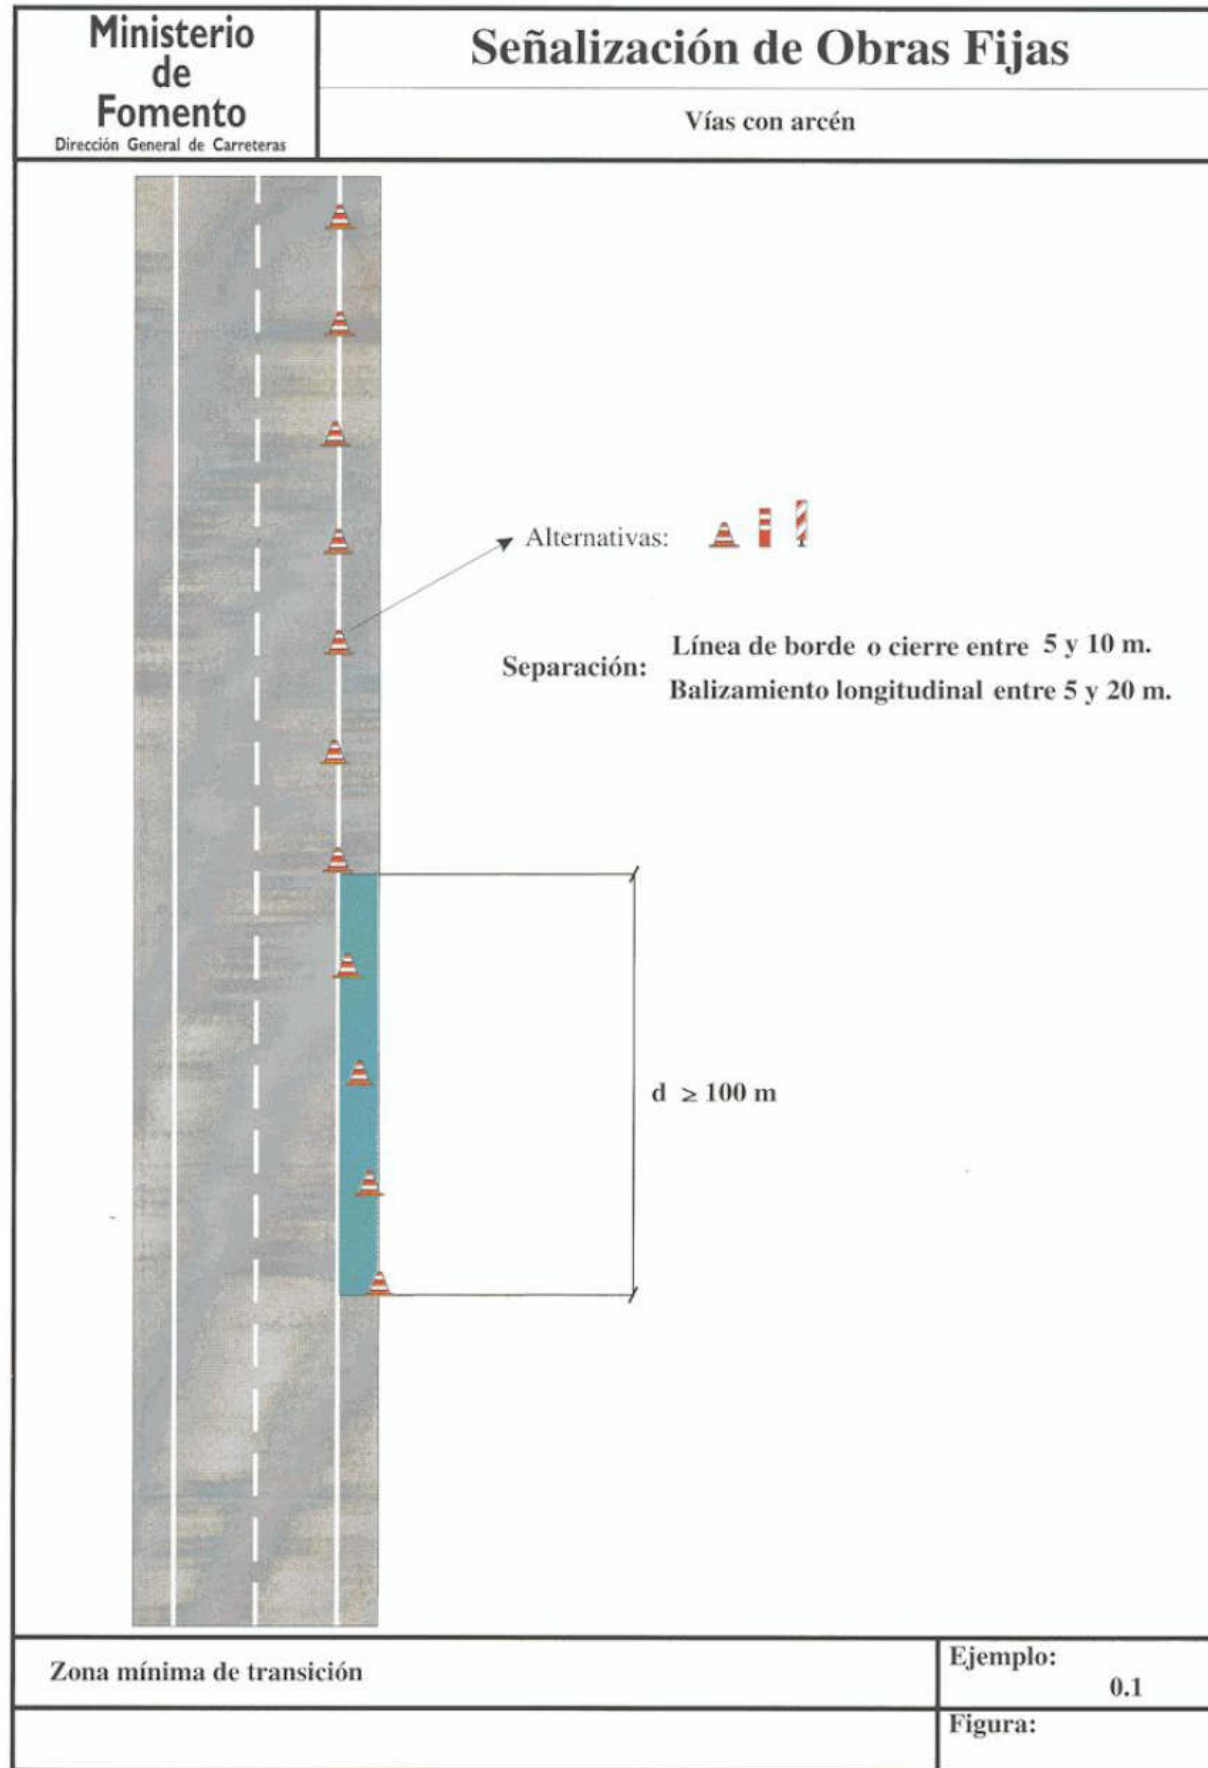 Ministerio
de
Fomento
Dirección General de Carreteras
Señalización de Obras Fijas
Vías con arcén
Alternativas:
Separación:
Línea de borde o cierre entre 5 y 10 m.
Balizamiento longitudinal entre 5 y 20 m.
d ≥ 100 m
Zona mínima de transición
Ejemplo:
0.1
Figura: